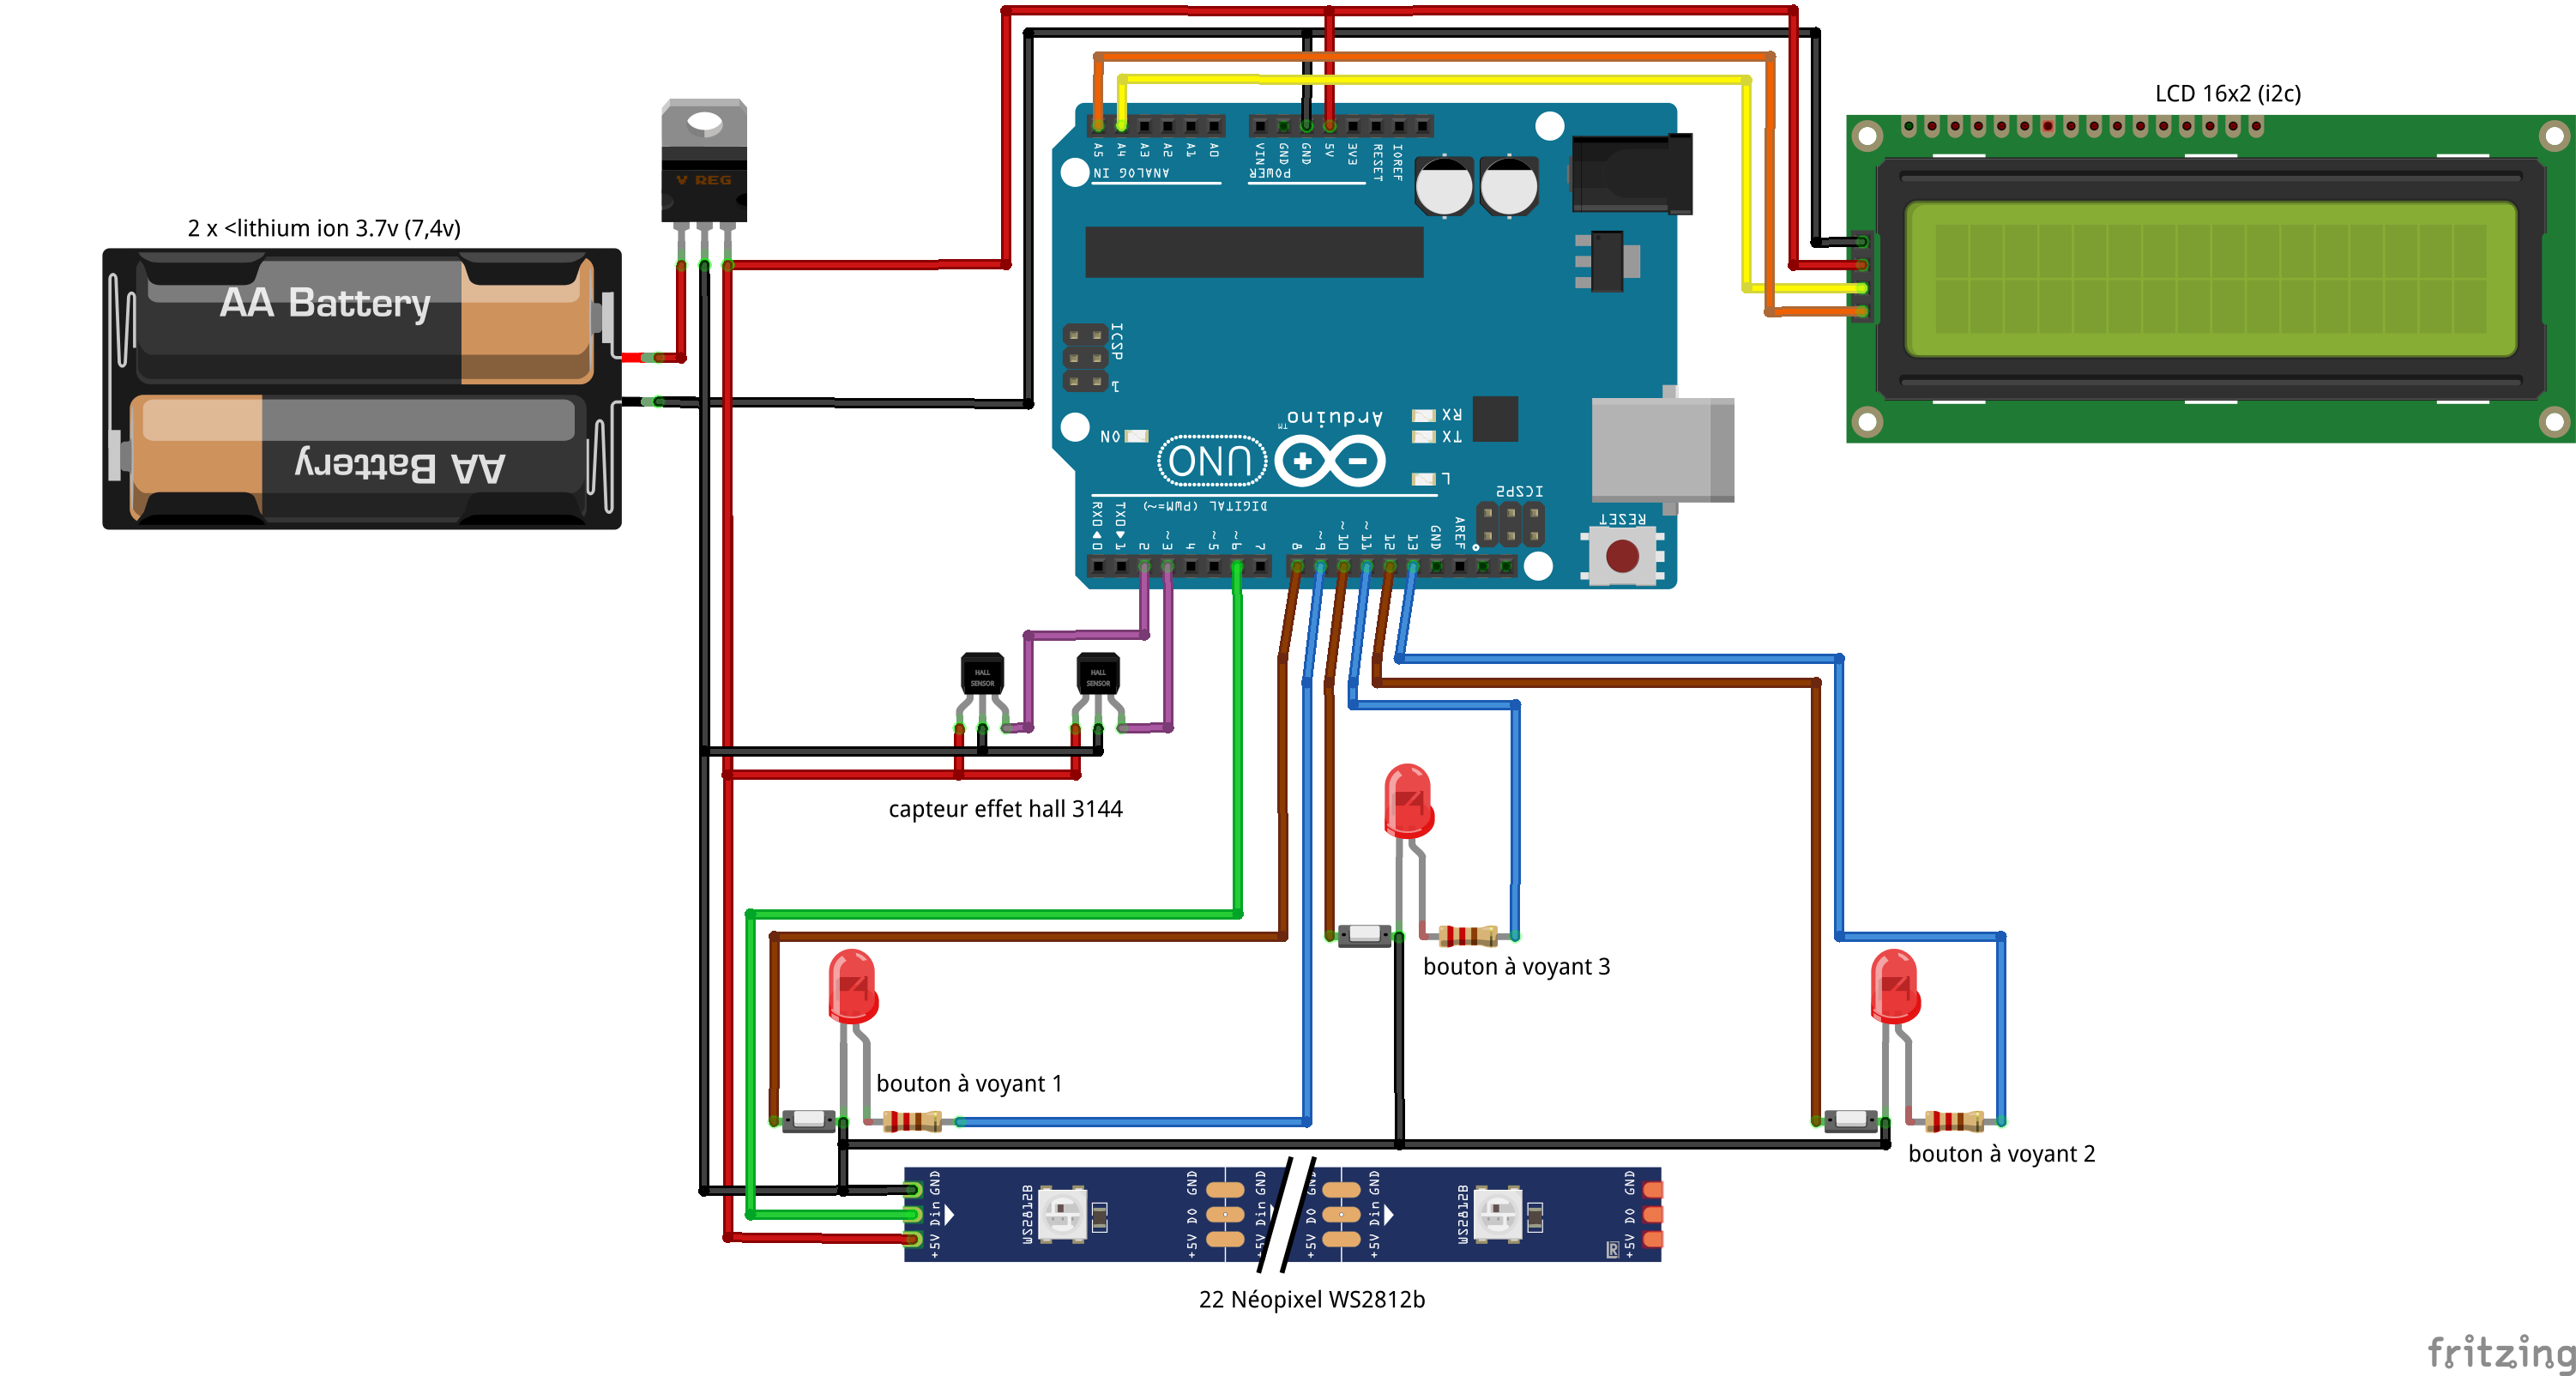 LCD 16x2 (i2c)
V REG
2 x <lithium ion 3.7v (7,4v)
AA Battery
AA Battery
A5
A4
A3
A2
A1
A0
VIN
GND
GND
5V
3V3
RESET
IOREF
ANALOG IN
POWER
ICSP
1
Arduino
TM
UNO
ON
RX
TX
L
ICSP2
RESET
DIGITAL (PWM=~)
RX0◀0
TX0▶1
2
~3
4
~5
~6
7
8
~9
~10
~11
12
13
GND
AREF
HALL
SENSOR
HALL
SENSOR
capteur effet hall 3144
bouton à voyant 3
bouton à voyant 1
bouton à voyant 2
+5V Din GND
WS2812B
+5V DO GND
+5V Din GND
+5V DO GND
+5V Din GND
WS2812B
R
+5V DO GND
22 Néopixel WS2812b
fritzing